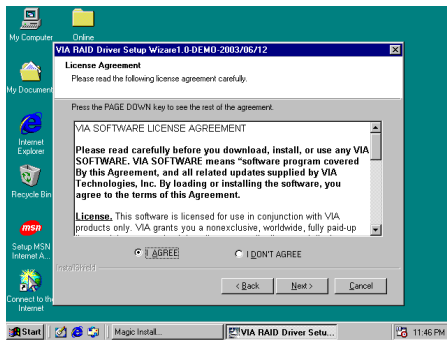 My Computer
Online
VIA RAID Driver Setup Wizare1.0-DEMO-2003/06/12
License Agreement
Please read the following license agreement carefully.
My Document
Press the PAGE DOWN key to see the rest of the agreement.
VIA SOFTWARE LICENSE AGREEMENT
Please read carefully before you download, install, or use any VIA
SOFTWARE. VIA SOFTWARE means "software program covered
By this Agreement, and all related updates supplied by VIA
Technologies, Inc. By loading or installing the software, you
agree to the terms of this Agreement.
License. This software is licensed for use in conjunction with VIA
products only. VIA grants you a nonexclusive, worldwide, fully paid-up
Internet
Explorer
Recycle Bin
msn
Setup MSN
Internet A...
I AGREE
I DON'T AGREE
InstallShield
< Back
Next >
Cancel
Connect to the
Internet
Start
Magic Install...
VIA RAID Driver Setu...
11:46 PM